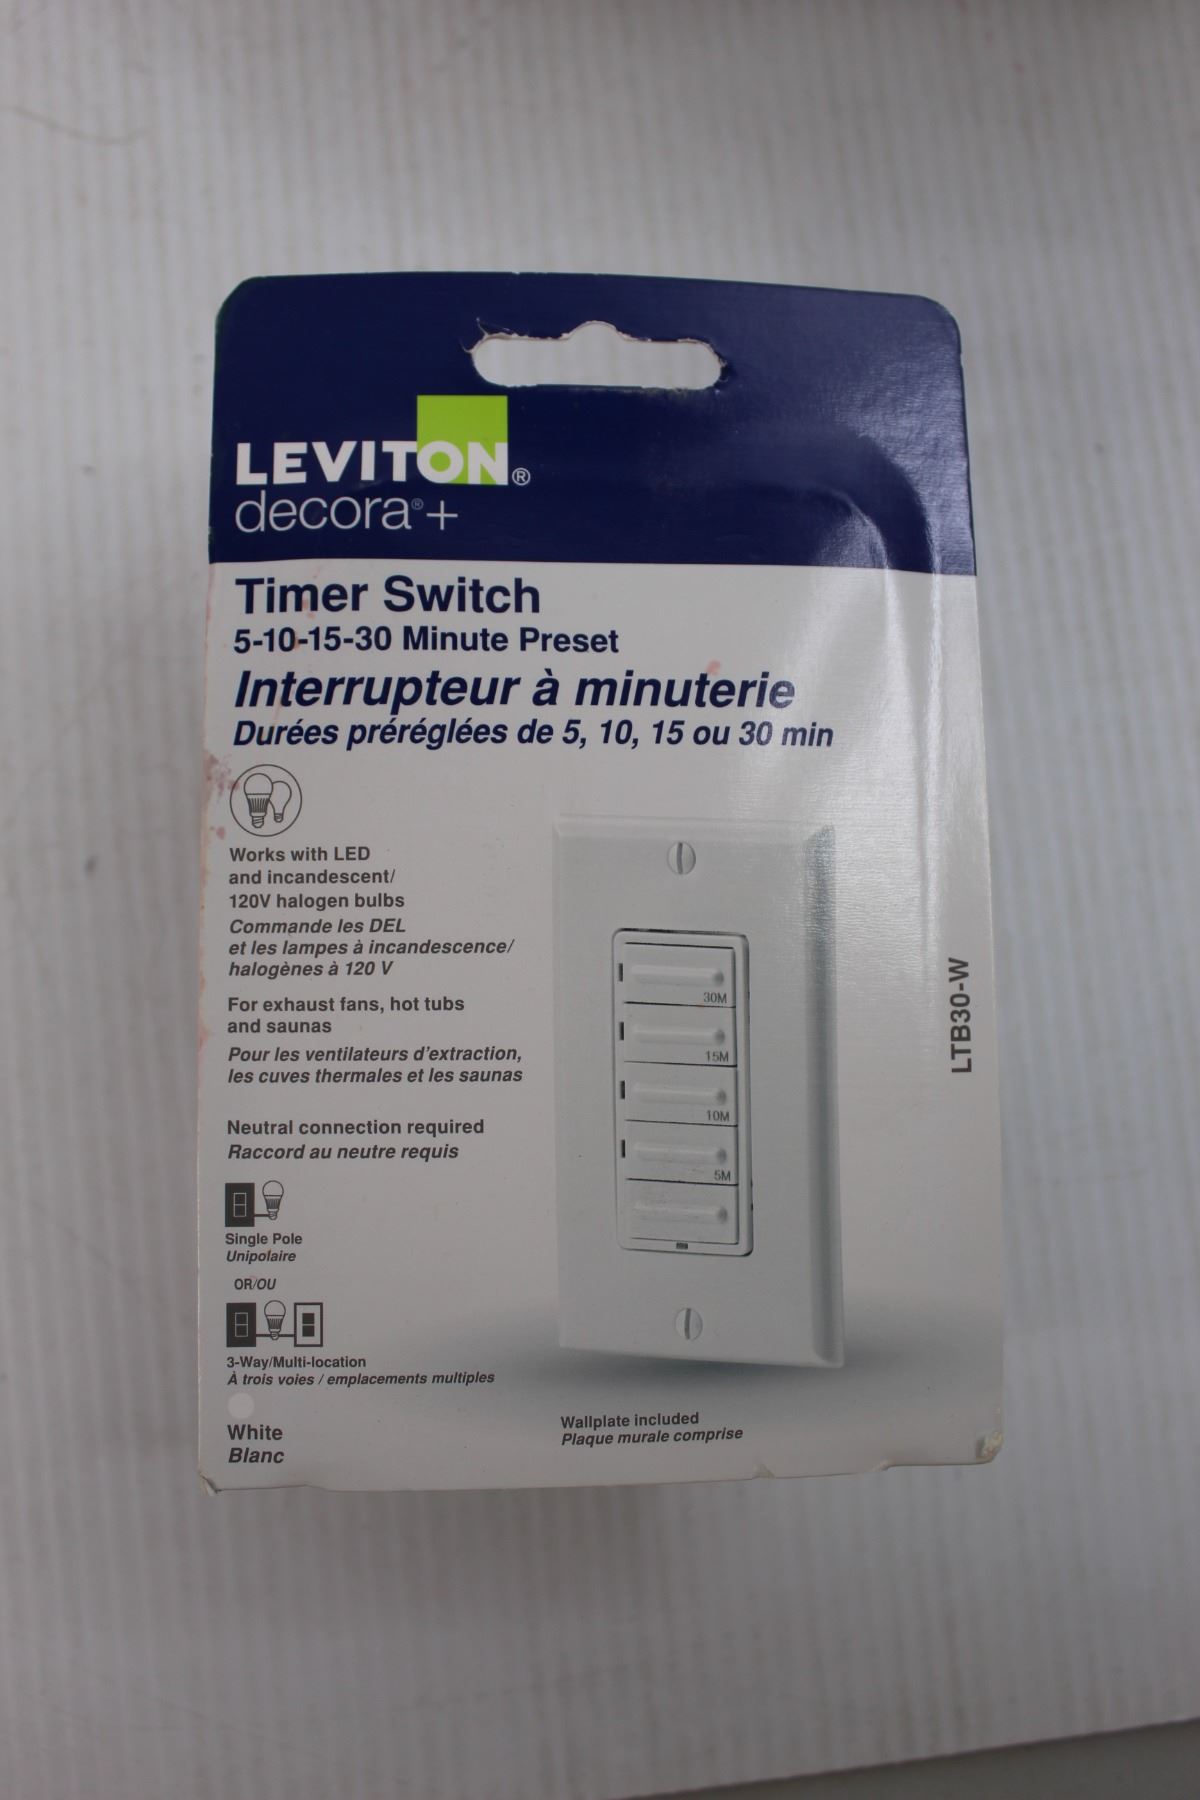 LEVITON®
decora®+
Timer Switch
5-10-15-30 Minute Preset
Interrupteur à minuterie
Durées préréglées de 5, 10, 15 ou 30 min
Works with LED
and incandescent/
120V halogen bulbs
Commande les DEL
et les lampes à incandescence/
halogènes à 120 V
For exhaust fans, hot tubs
and saunas
Pour les ventilateurs d'extraction,
les cuves thermales et les saunas
Neutral connection required
Raccord au neutre requis
Single Pole
Unipolaire
OR/OU
3-Way/Multi-location
À trois voies / emplacements multiples
White
Blanc
30M
15M
10M
5M
Wallplate included
Plaque murale comprise
LTB30-W